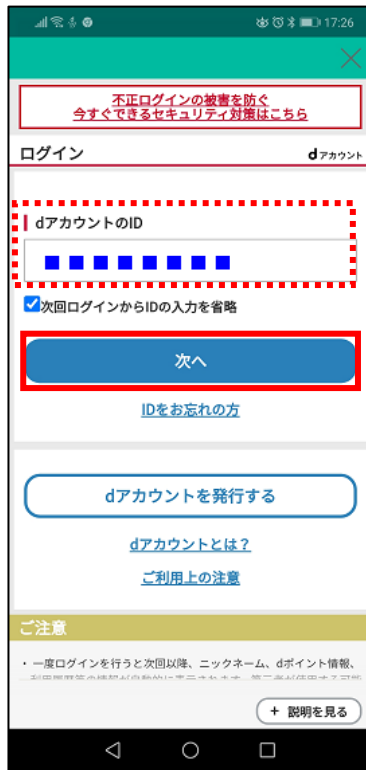 17:26
不正ログインの被害を防ぐ
今すぐできるセキュリティ対策はこちら
ログイン
dアカウント
dアカウントのID
次回ログインからIDの入力を省略
次へ
IDをお忘れの方
dアカウントを発行する
dアカウントとは?
ご利用上の注意
ご注意
・一度ログインを行うと次回以降、ニックネーム、dポイント情報、
+ 説明を見る